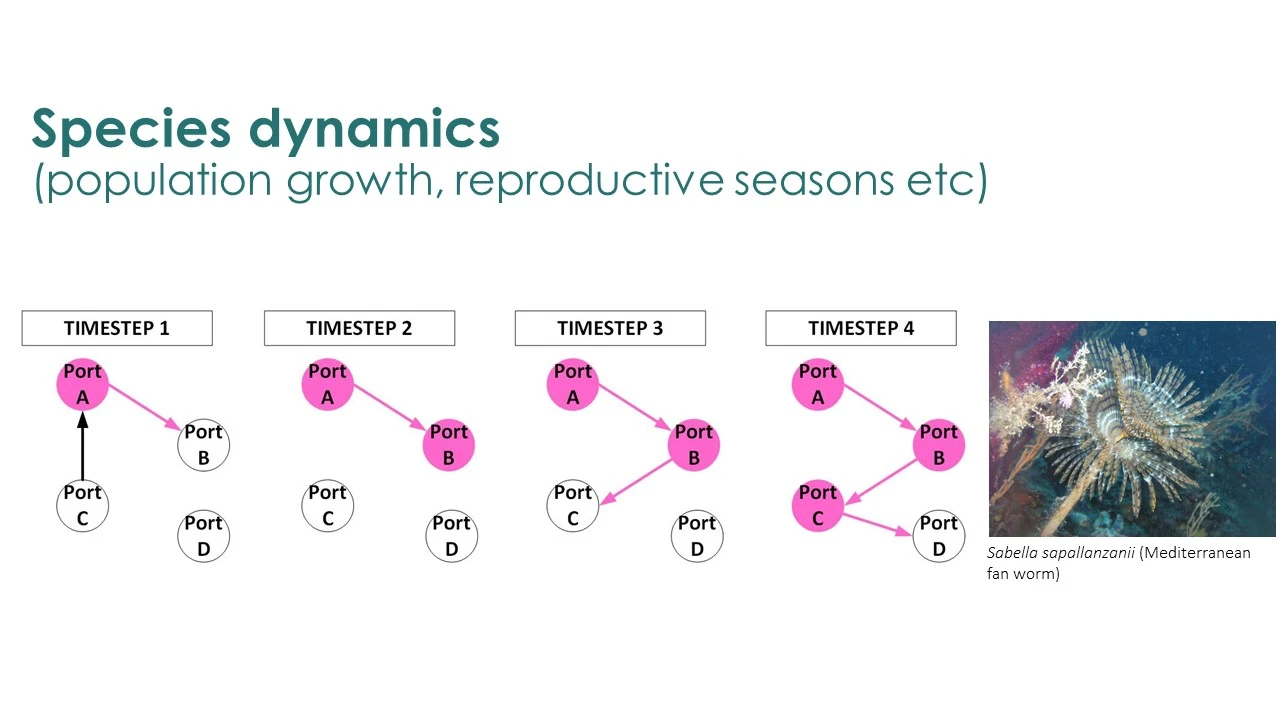 Species dynamics
(population growth, reproductive seasons etc)
TIMESTEP 1
Port
A
Port
B
Port
C
Port
D
TIMESTEP 2
Port
A
Port
B
Port
C
Port
D
TIMESTEP 3
Port
A
Port
B
Port
C
Port
D
TIMESTEP 4
Port
A
Port
B
Port
C
Port
D
Sabella sapallanzanii (Mediterranean
fan worm)